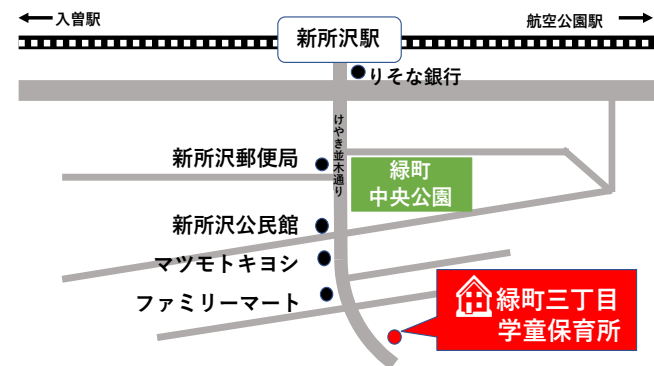 入曽駅
航空公園駅
新所沢駅
りそな銀行
けやき並木通り
新所沢郵便局
緑町
中央公園
新所沢公民館
マツモトキヨシ
ファミリーマート
緑町三丁目
学童保育所